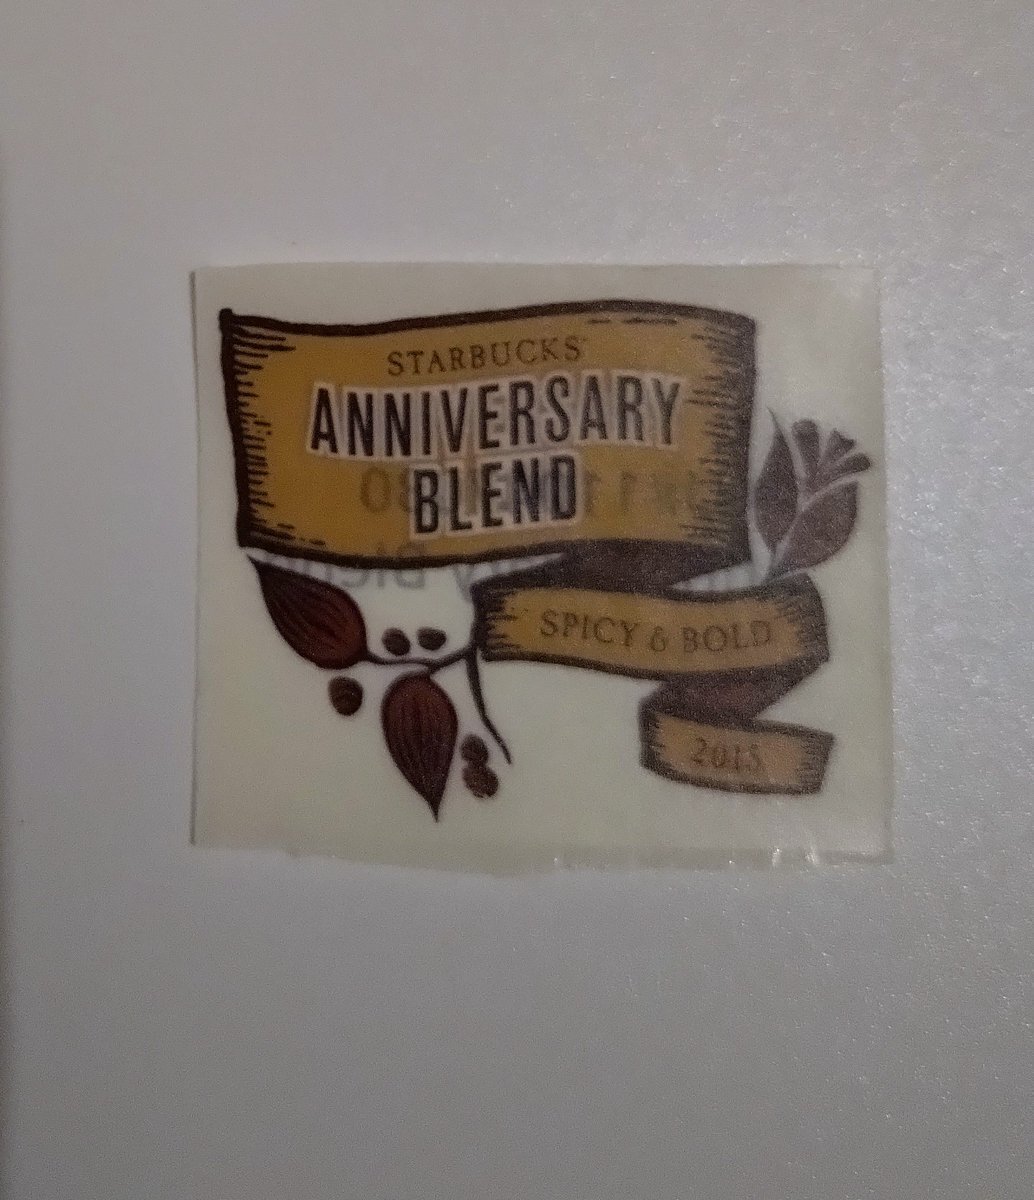 STARBUCKS
ANNIVERSARY
BLEND
SPICY & BOLD
2015